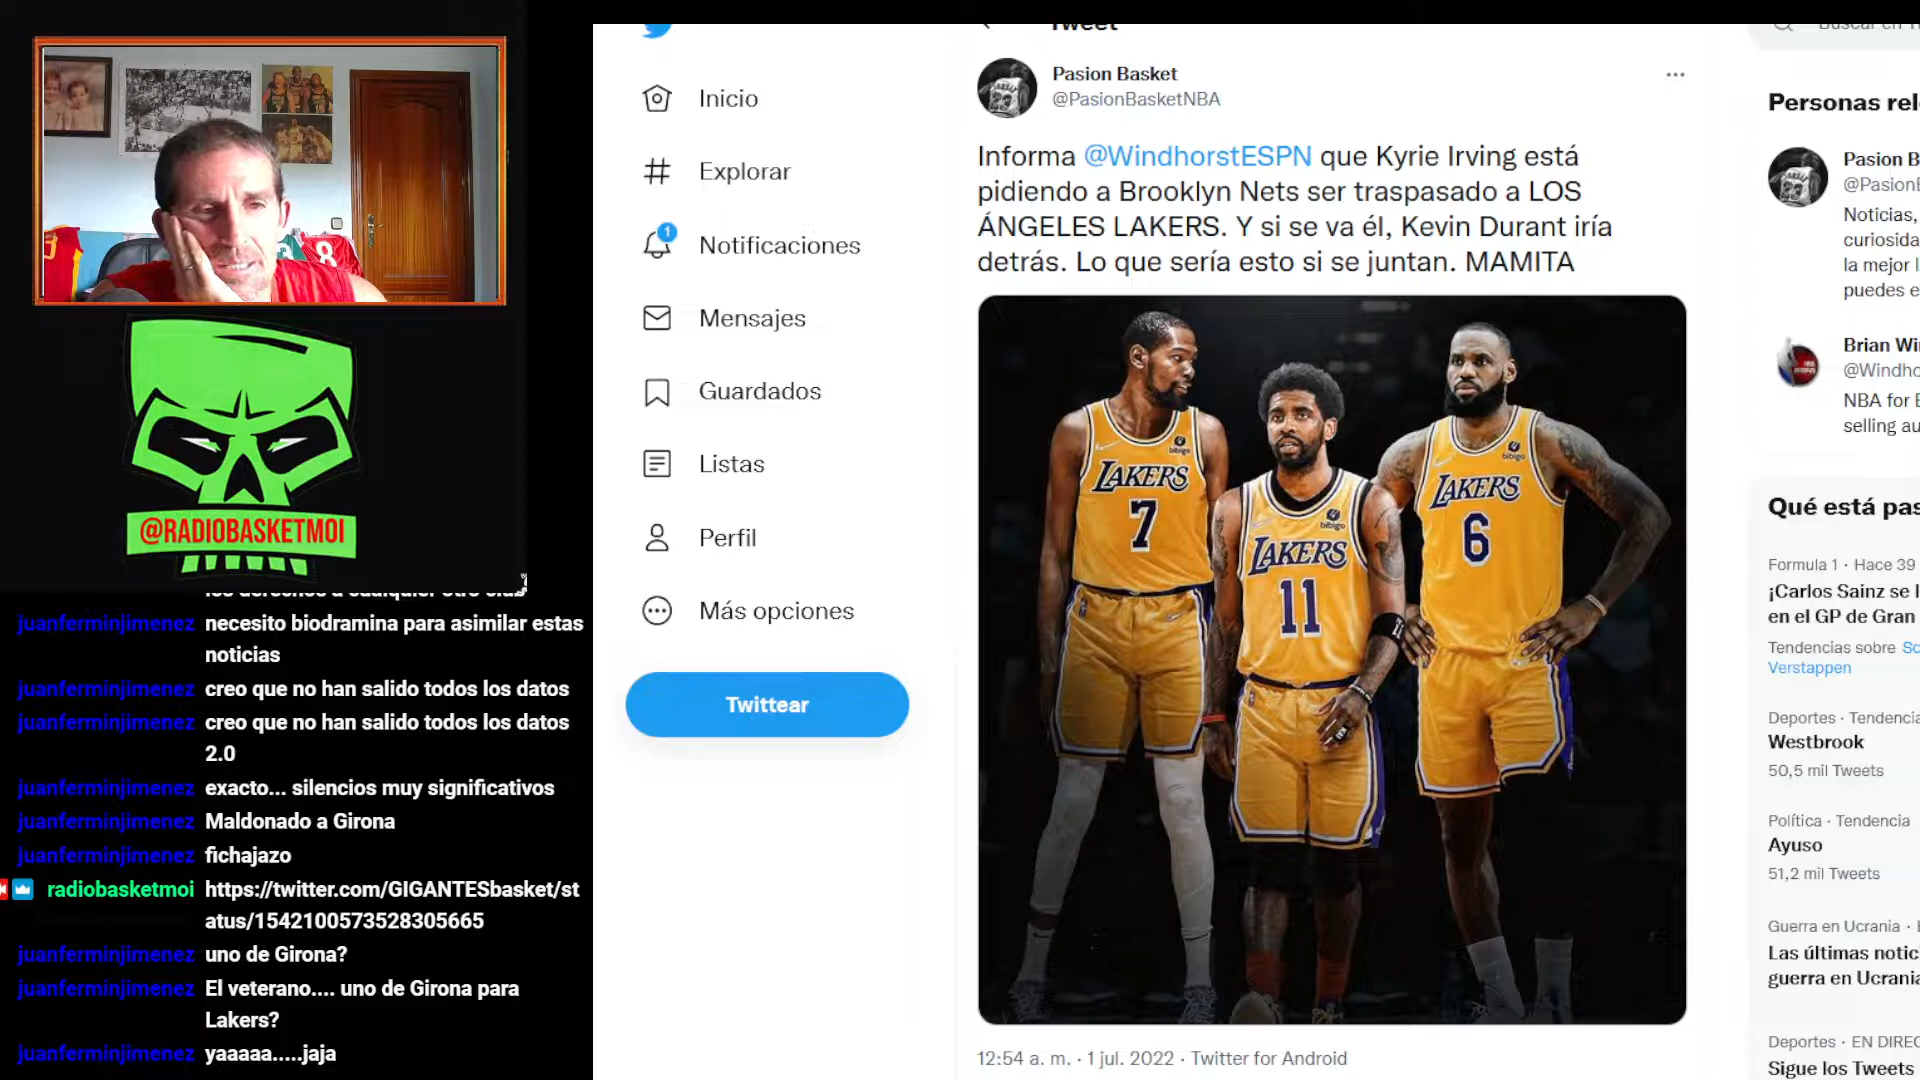 @RADIOBASKETMOI
juanferminjimenez necesito biodramina para asimilar estas
noticias
juanferminjimenez creo que no han salido todos los datos
juanferminjimenez creo que no han salido todos los datos
2.0
juanferminjimenez exacto... silencios muy significativos
juanferminjimenez Maldonado a Girona
juanferminjimenez fichajazo
radiobasketmoi https://twitter.com/GIGANTESbasket/st
atus/1542100573528305665
juanferminjimenez uno de Girona?
juanferminjimenez El veterano.... uno de Girona para
Lakers?
juanferminjimenez yaaaaa.....jaja
Inicio
Explorar
1
Notificaciones
Mensajes
Guardados
Listas
Perfil
Más opciones
Twittear
Tweet
Pasion Basket
@PasionBasketNBA
Informa @WindhorstESPN que Kyrie Irving está
pidiendo a Brooklyn Nets ser traspasado a LOS
ÁNGELES LAKERS. Y si se va él, Kevin Durant iría
detrás. Lo que sería esto si se juntan. MAMITA
bibigo
LAKERS
7
bibigo
LAKERS
11
bibigo
LAKERS
6
12:54 a. m. · 1 jul. 2022 · Twitter for Android
Buscar en T
Personas rel
Pasion B
@PasionB
Noticias,
curiosida
la mejor l
puedes e
Brian Wi
@Windho
NBA for E
selling au
Qué está pas
Formula 1 · Hace 39
¡Carlos Sainz se l
en el GP de Gran
Tendencias sobre Sc
Verstappen
Deportes · Tendencia
Westbrook
50,5 mil Tweets
Política · Tendencia
Ayuso
51,2 mil Tweets
Guerra en Ucrania ·
Las últimas notic
guerra en Ucrania
Deportes · EN DIREC
Sigue los Tweets